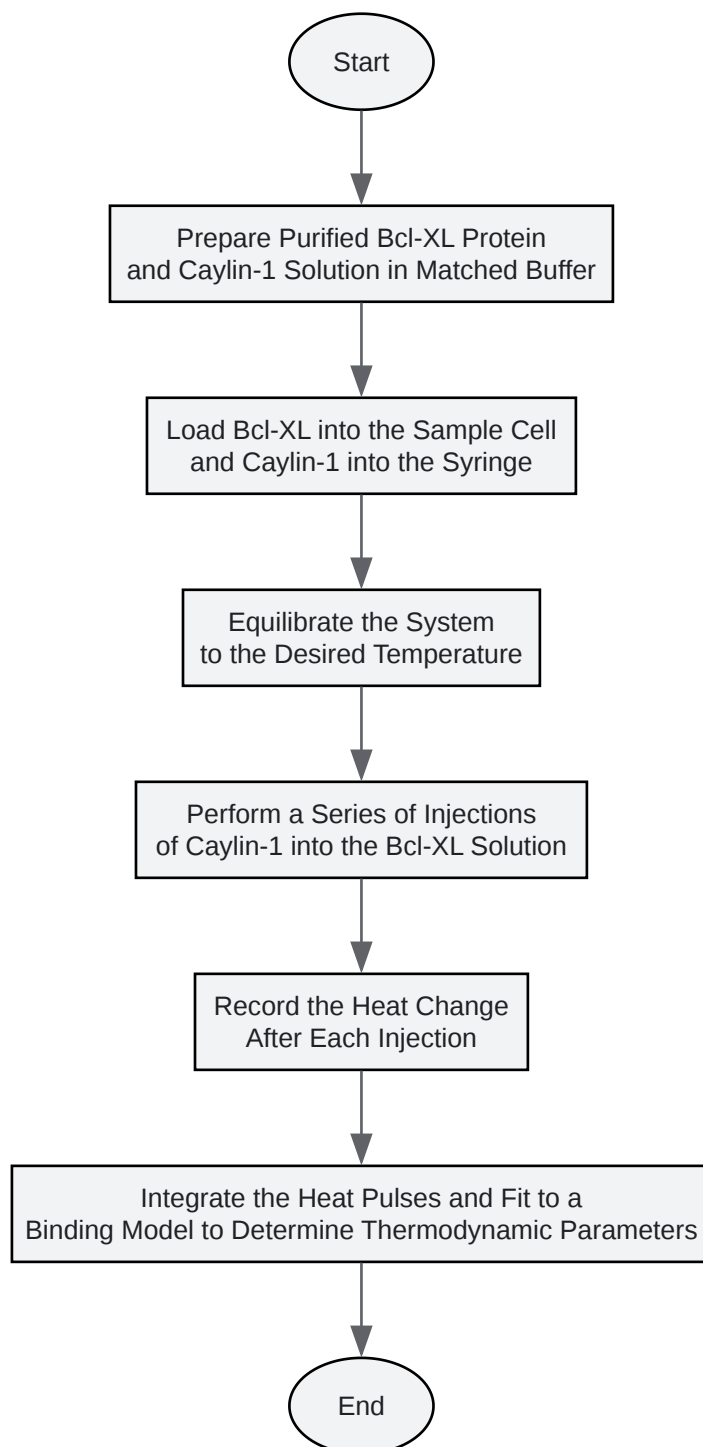 Start
Prepare Purified Bcl-XL Protein
and Caylin-1 Solution in Matched Buffer
Load Bcl-XL into the Sample Cell
and Caylin-1 into the Syringe
Equilibrate the System
to the Desired Temperature
Perform a Series of Injections
of Caylin-1 into the Bcl-XL Solution
Record the Heat Change
After Each Injection
Integrate the Heat Pulses and Fit to a
Binding Model to Determine Thermodynamic Parameters
End